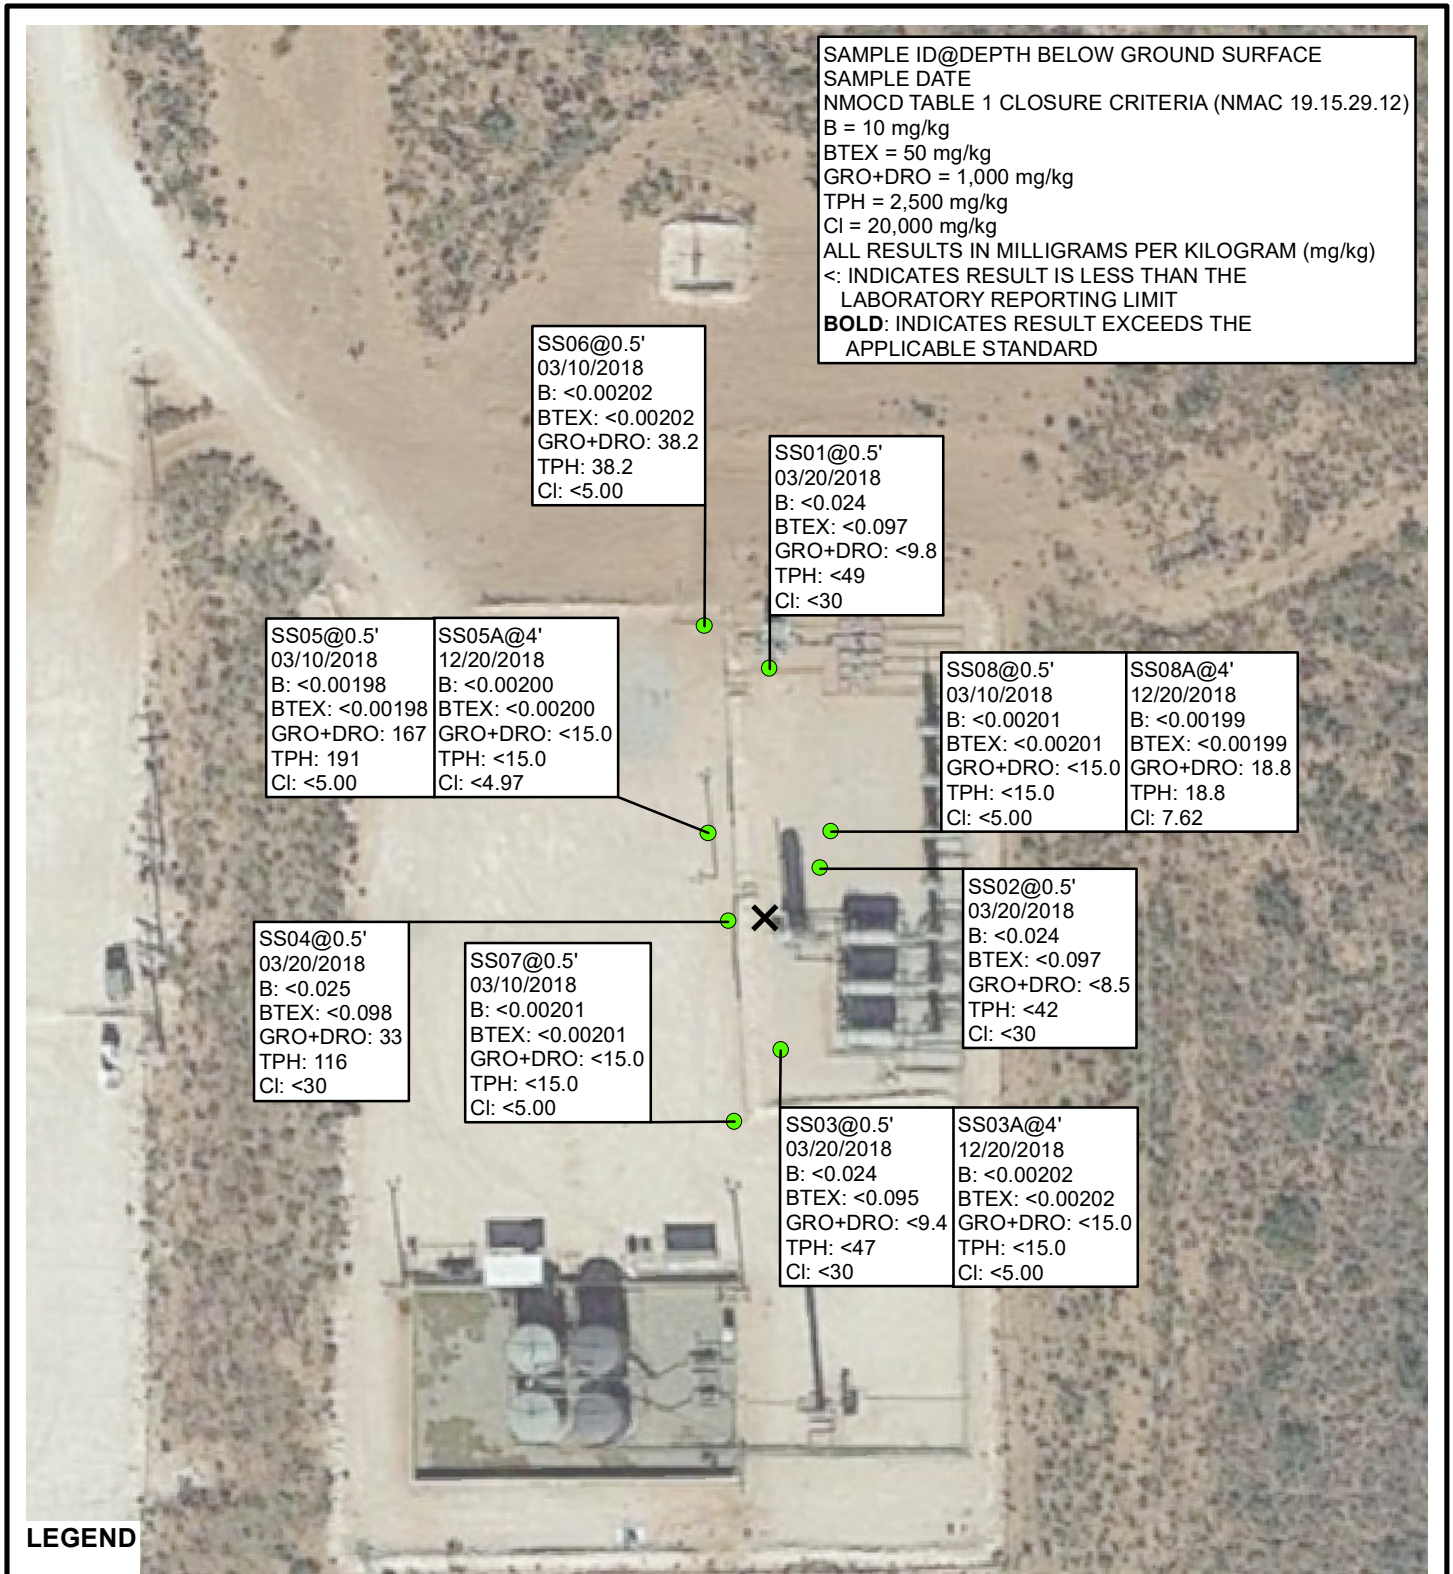 SAMPLE ID@DEPTH BELOW GROUND SURFACE
SAMPLE DATE
NMOCD TABLE 1 CLOSURE CRITERIA (NMAC 19.15.29.12)
B = 10 mg/kg
BTEX = 50 mg/kg
GRO+DRO = 1,000 mg/kg
TPH = 2,500 mg/kg
Cl = 20,000 mg/kg
ALL RESULTS IN MILLIGRAMS PER KILOGRAM (mg/kg)
<: INDICATES RESULT IS LESS THAN THE
LABORATORY REPORTING LIMIT
BOLD: INDICATES RESULT EXCEEDS THE
APPLICABLE STANDARD
SS06@0.5'
03/10/2018
B: <0.00202
BTEX: <0.00202
GRO+DRO: 38.2
TPH: 38.2
Cl: <5.00
SS01@0.5'
03/20/2018
B: <0.024
BTEX: <0.097
GRO+DRO: <9.8
TPH: <49
Cl: <30
SS05@0.5'
03/10/2018
B: <0.00198
BTEX: <0.00198
GRO+DRO: 167
TPH: 191
Cl: <5.00
SS05A@4'
12/20/2018
B: <0.00200
BTEX: <0.00200
GRO+DRO: <15.0
TPH: <15.0
Cl: <4.97
SS08@0.5'
03/10/2018
B: <0.00201
BTEX: <0.00201
GRO+DRO: <15.0
TPH: <15.0
Cl: <5.00
SS08A@4'
12/20/2018
B: <0.00199
BTEX: <0.00199
GRO+DRO: 18.8
TPH: 18.8
Cl: 7.62
SS02@0.5'
03/20/2018
B: <0.024
BTEX: <0.097
GRO+DRO: <8.5
TPH: <42
Cl: <30
SS04@0.5'
03/20/2018
B: <0.025
BTEX: <0.098
GRO+DRO: 33
TPH: 116
Cl: <30
SS07@0.5'
03/10/2018
B: <0.00201
BTEX: <0.00201
GRO+DRO: <15.0
TPH: <15.0
Cl: <5.00
SS03@0.5'
03/20/2018
B: <0.024
BTEX: <0.095
GRO+DRO: <9.4
TPH: <47
Cl: <30
SS03A@4'
12/20/2018
B: <0.00202
BTEX: <0.00202
GRO+DRO: <15.0
TPH: <15.0
Cl: <5.00
LEGEND